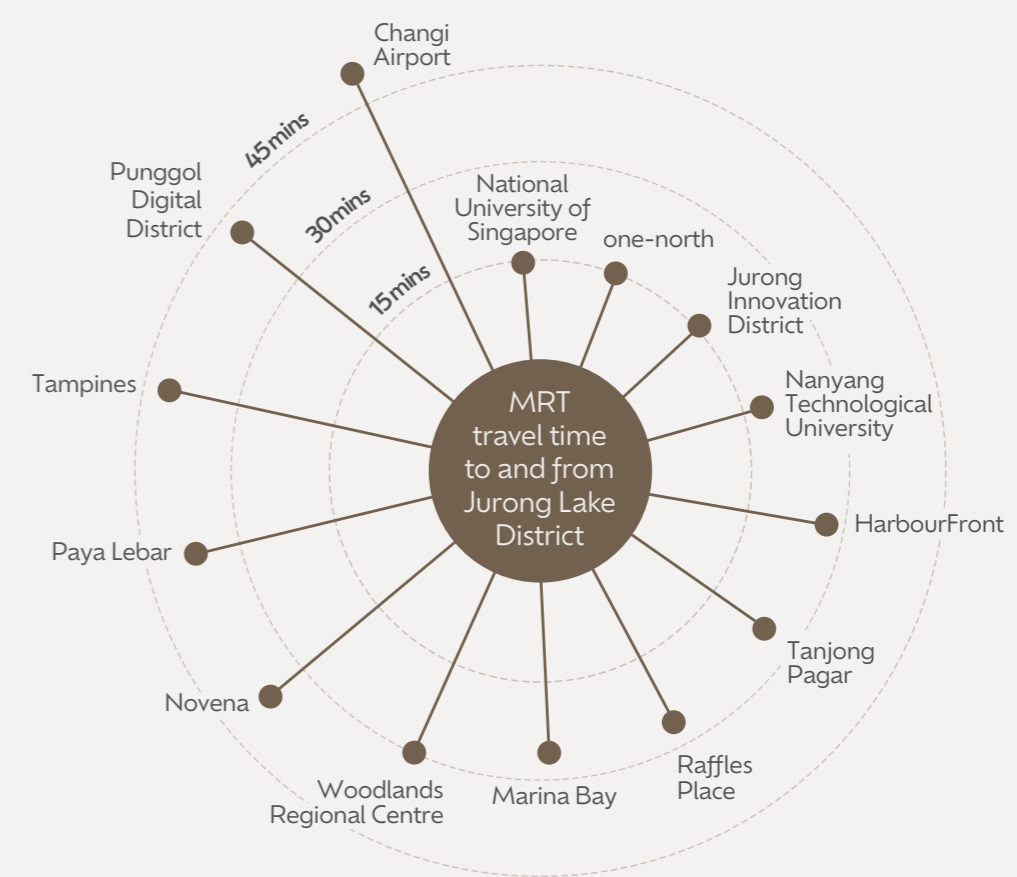 Changi
Airport
45mins
Punggol
Digital
District
30mins
National
University of
Singapore
one-north
15mins
Jurong
Innovation
District
Tampines
Nanyang
Technological
University
MRT
travel time
to and from
Jurong Lake
District
HarbourFront
Paya Lebar
Tanjong
Pagar
Novena
Raffles
Place
Woodlands
Regional Centre
Marina Bay